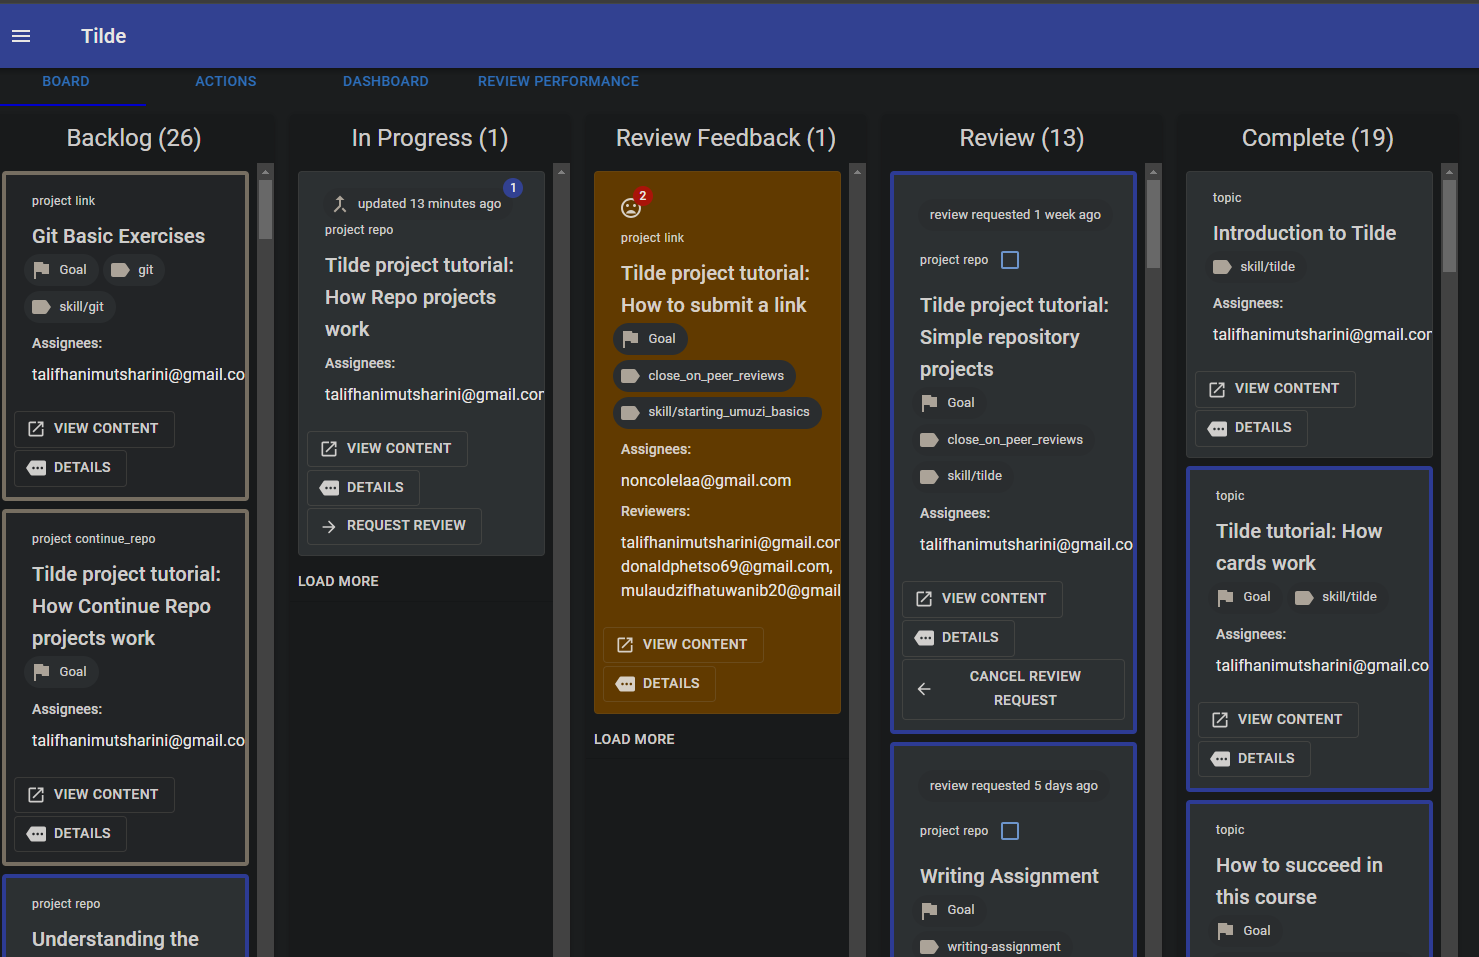 Tilde
BOARD
ACTIONS
DASHBOARD
REVIEW PERFORMANCE
Backlog (26)
project link
Git Basic Exercises
Goal
git
skill/git
Assignees:
talifhanimutsharini@gmail.co
VIEW CONTENT
DETAILS
project continue_repo
Tilde project tutorial:
How Continue Repo
projects work
Goal
Assignees:
talifhanimutsharini@gmail.co
VIEW CONTENT
DETAILS
project repo
Understanding the
In Progress (1)
1
updated 13 minutes ago
project repo
Tilde project tutorial:
How Repo projects
work
Assignees:
talifhanimutsharini@gmail.cor
VIEW CONTENT
DETAILS
REQUEST REVIEW
LOAD MORE
Review Feedback (1)
2
project link
Tilde project tutorial:
How to submit a link
Goal
close_on_peer_reviews
skill/starting_umuzi_basics
Assignees:
noncolelaa@gmail.com
Reviewers:
talifhanimutsharini@gmail.cor
donaldphetso69@gmail.com,
mulaudzifhatuwanib20@gmail
VIEW CONTENT
DETAILS
LOAD MORE
Review (13)
review requested 1 week ago
project repo
Tilde project tutorial:
Simple repository
projects
Goal
close_on_peer_reviews
skill/tilde
Assignees:
talifhanimutsharini@gmail.co
VIEW CONTENT
DETAILS
CANCEL REVIEW
REQUEST
review requested 5 days ago
project repo
Writing Assignment
Goal
writing-assignment
Complete (19)
topic
Introduction to Tilde
skill/tilde
Assignees:
talifhanimutsharini@gmail.cor
VIEW CONTENT
DETAILS
topic
Tilde tutorial: How
cards work
Goal
skill/tilde
Assignees:
talifhanimutsharini@gmail.co
VIEW CONTENT
DETAILS
topic
How to succeed in
this course
Goal